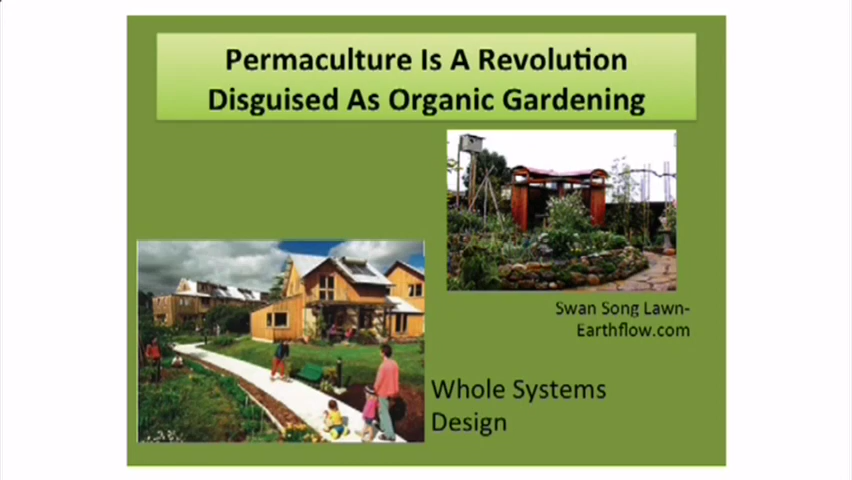 Permaculture Is A Revolution
Disguised As Organic Gardening
Swan Song Lawn-
Earthflow.com
Whole Systems
Design